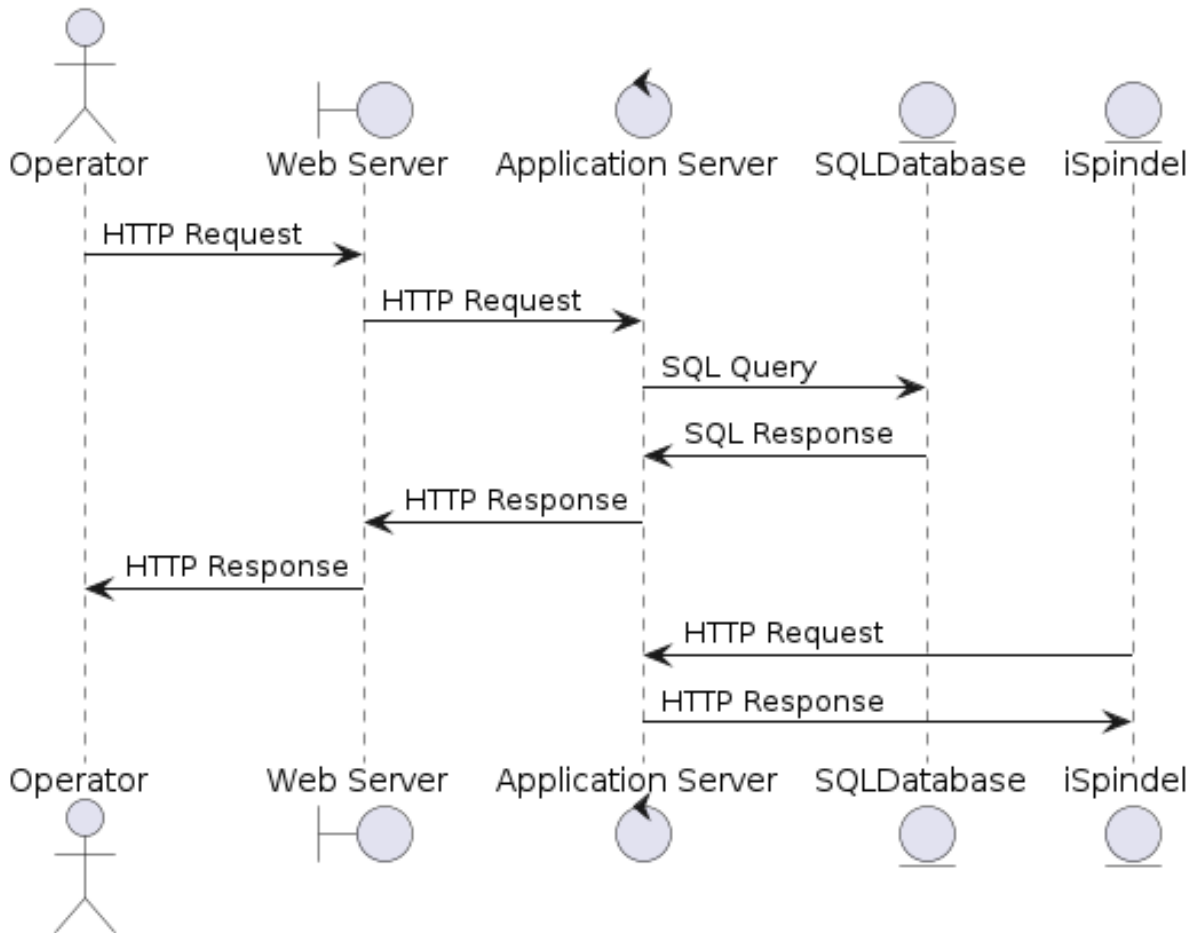 Operator
Web Server
Application Server
SQLDatabase
iSpindel
HTTP Request
HTTP Request
SQL Query
SQL Response
HTTP Response
HTTP Response
HTTP Request
HTTP Response
Operator
Web Server
Application Server
SQLDatabase
iSpindel